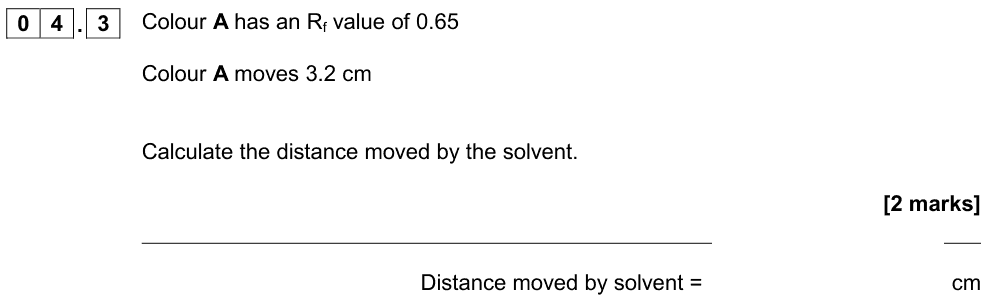 0 4 . 3 Colour A has an Rf value of 0.65
Colour A moves 3.2 cm
Calculate the distance moved by the solvent.
[2 marks]
Distance moved by solvent = cm